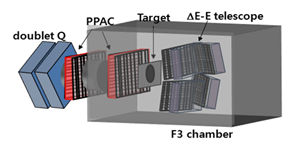 PPAC
Target
ΔE-E telescope
doublet Q
F3 chamber